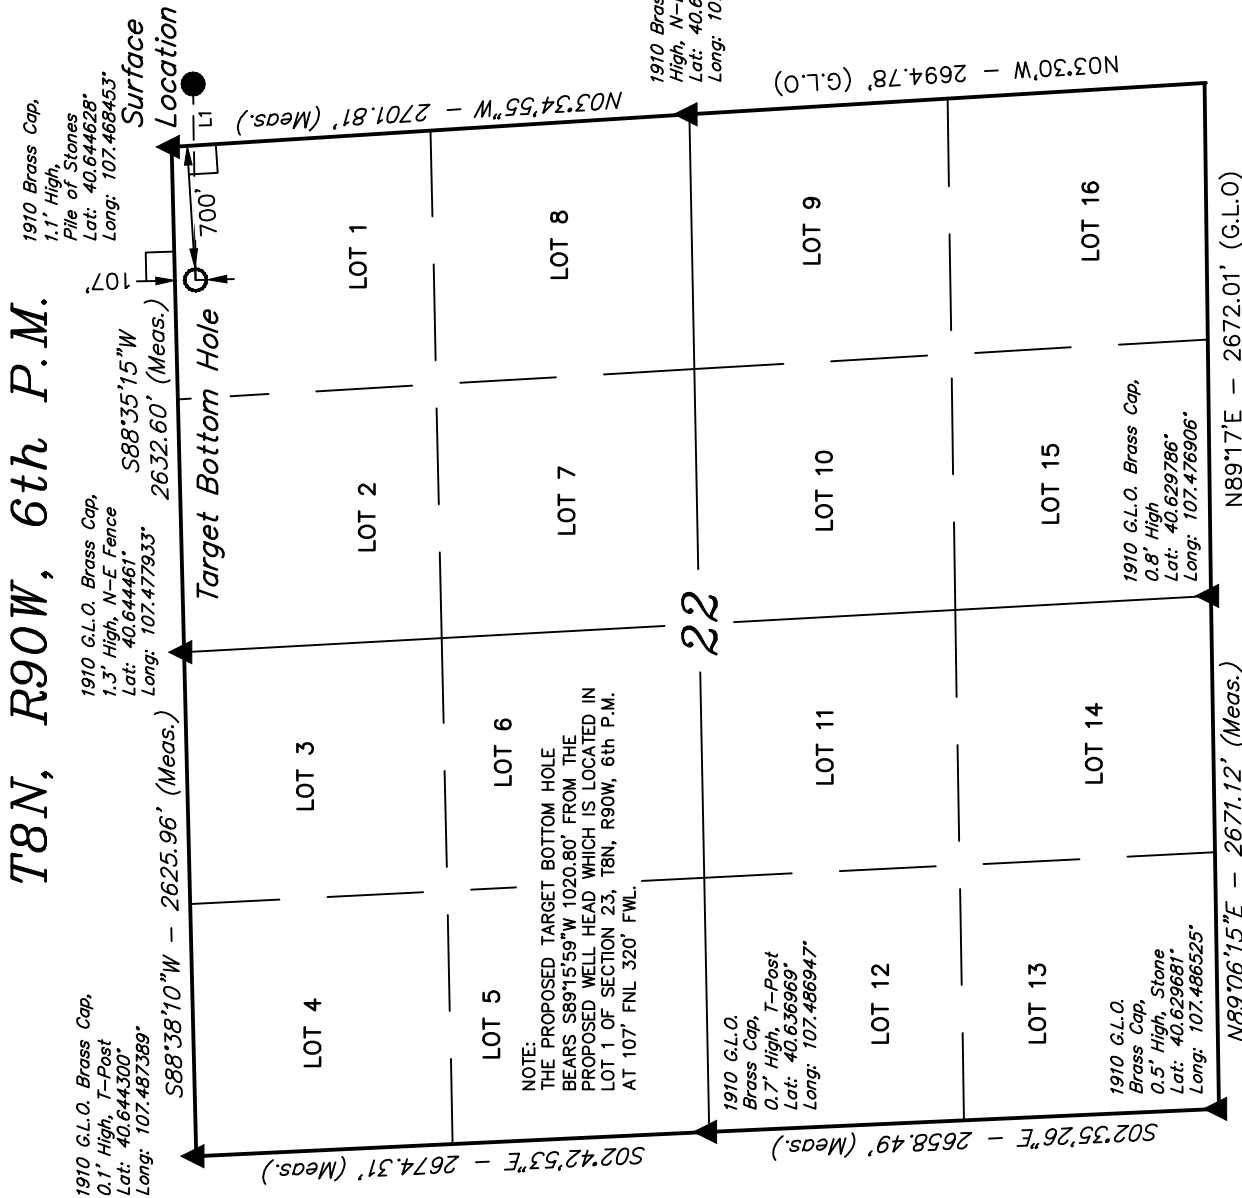 T8N, R90W, 6th P.M.
1910 G.L.O. Brass Cap,
0.1' High, T-Post
Lat: 40.644300°
Long: 107.487389°
S88°38'10"W - 2625.96' (Meas.)
1910 G.L.O. Brass Cap,
1.3' High, N-E Fence
Lat: 40.644461°
Long: 107.477933°
S88°35'15"W
2632.60' (Meas.)
107'
1910 Brass Cap,
1.1' High,
Pile of Stones
Lat: 40.644628°
Long: 107.468453°
Surface
Location
L1
700'
Target Bottom Hole
N03°34'55"W - 2701.81' (Meas.)
LOT 4
LOT 3
LOT 2
LOT 1
LOT 5
LOT 6
LOT 7
LOT 8
NOTE:
THE PROPOSED TARGET BOTTOM HOLE
BEARS S89°15'59"W 1020.80' FROM THE
PROPOSED WELL HEAD WHICH IS LOCATED IN
LOT 1 OF SECTION 23, T8N, R90W, 6th P.M.
AT 107' FNL 320' FWL.
S02°42'53"E - 2674.31' (Meas.)
22
1910 Bras
High, N-
Lat: 40.6
Long: 10
1910 G.L.O.
Brass Cap,
0.7' High, T-Post
Lat: 40.636969°
Long: 107.486947°
LOT 12
LOT 11
LOT 10
LOT 9
N03°30'W - 2694.78' (G.L.O)
S02°35'26"E - 2658.49' (Meas.)
LOT 13
LOT 14
LOT 15
LOT 16
1910 G.L.O.
Brass Cap,
0.5' High, Stone
Lat: 40.629681°
Long: 107.486525°
1910 G.L.O. Brass Cap,
0.8' High
Lat: 40.629786°
Long: 107.476906°
N89°06'15"E - 2671.12' (Meas.)
N89°17'E - 2672.01' (G.L.O)